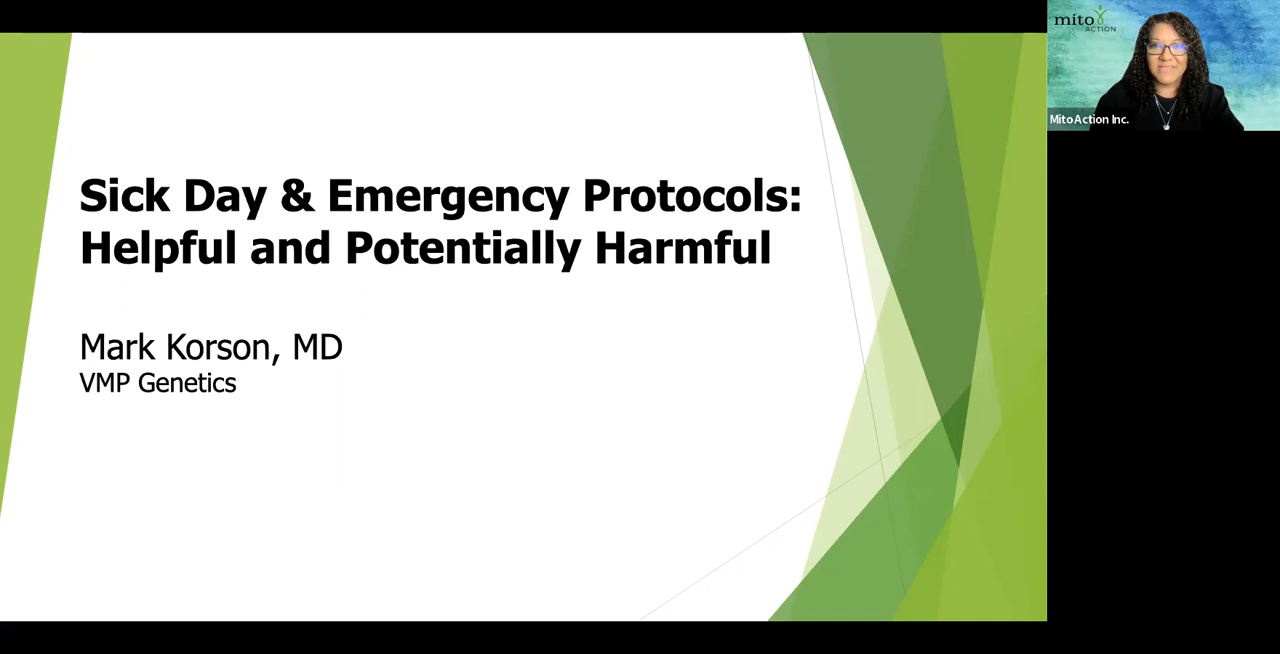 Sick Day & Emergency Protocols:
Helpful and Potentially Harmful
Mark Korson, MD
VMP Genetics
mito
ACTION
MitoAction Inc.